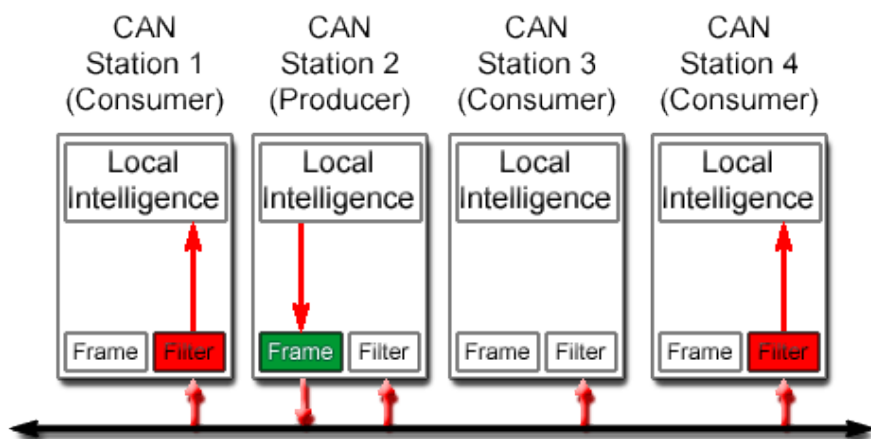 CAN
Station 1
(Consumer)
CAN
Station 2
(Producer)
CAN
Station 3
(Consumer)
CAN
Station 4
(Consumer)
Local
Intelligence
Local
Intelligence
Local
Intelligence
Local
Intelligence
Frame
Filter
Frame
Filter
Frame
Filter
Frame
Filter